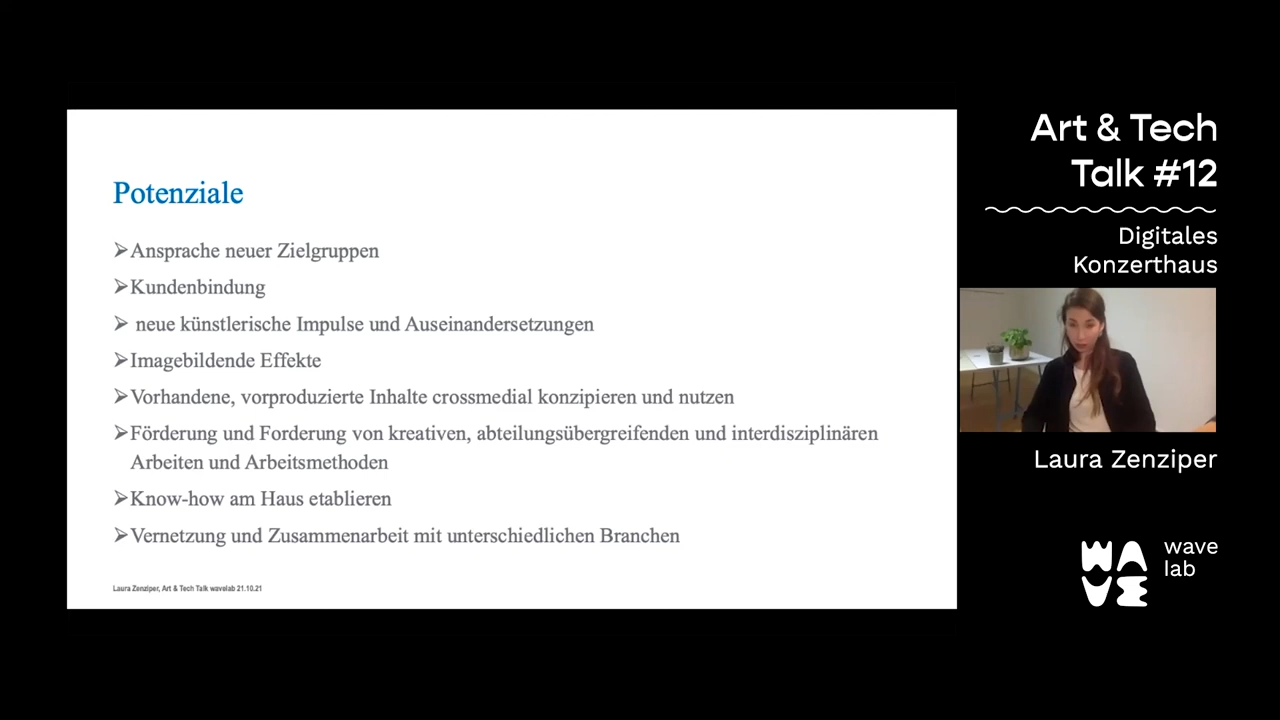 Potenziale
➢Ansprache neuer Zielgruppen
➢Kundenbindung
➢ neue künstlerische Impulse und Auseinandersetzungen
➢Imagebildende Effekte
➢Vorhandene, vorproduzierte Inhalte crossmedial konzipieren und nutzen
➢Förderung und Forderung von kreativen, abteilungsübergreifenden und interdisziplinären
Arbeiten und Arbeitsmethoden
➢Know-how am Haus etablieren
➢Vernetzung und Zusammenarbeit mit unterschiedlichen Branchen
Laura Zenziper, Art & Tech Talk wavelab 21.10.21
Art & Tech
Talk #12
Digitales
Konzerthaus
Laura Zenziper
WA
VE
wave
lab